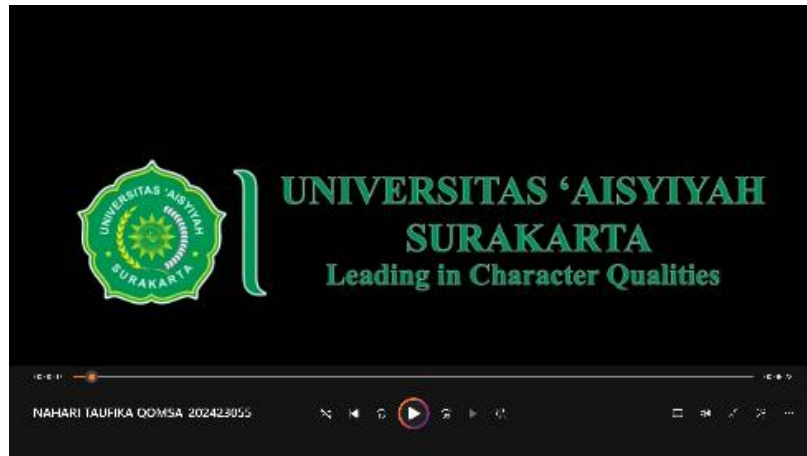 UNIVERSITAS 'AISYIYAH
SURAKARTA
UNIVERSITAS ‘AISYIYAH
SURAKARTA
Leading in Character Qualities
NAHARI TAUFIKA QOMSA 202423055